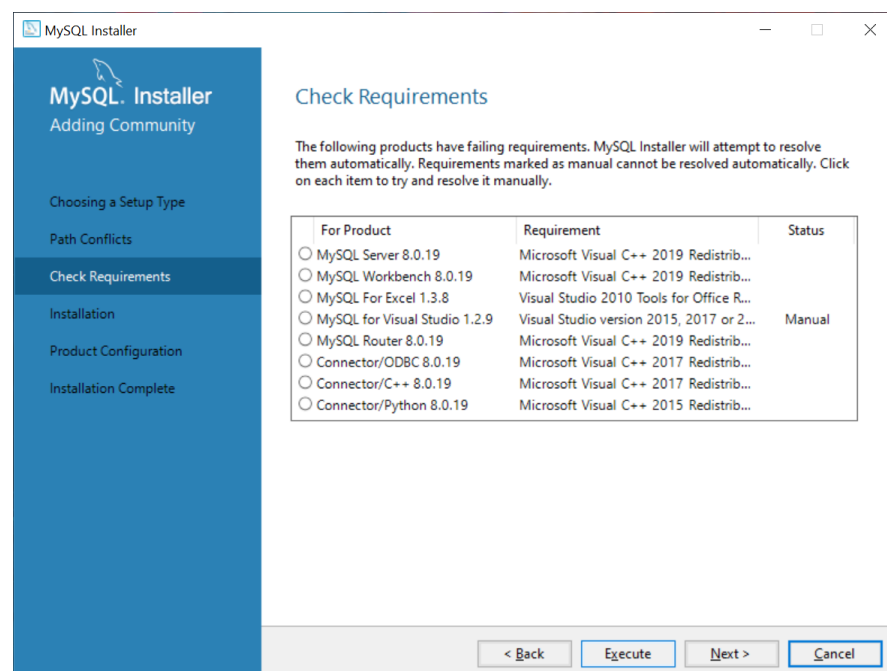 MySQL Installer
MySQL. Installer
Adding Community
Choosing a Setup Type
Path Conflicts
Check Requirements
Installation
Product Configuration
Installation Complete
Check Requirements
The following products have failing requirements. MySQL Installer will attempt to resolve
them automatically. Requirements marked as manual cannot be resolved automatically. Click
on each item to try and resolve it manually.
For Product Requirement Status
MySQL Server 8.0.19 Microsoft Visual C++ 2019 Redistrib...
MySQL Workbench 8.0.19 Microsoft Visual C++ 2019 Redistrib...
MySQL For Excel 1.3.8 Visual Studio 2010 Tools for Office R...
MySQL for Visual Studio 1.2.9 Visual Studio version 2015, 2017 or 2... Manual
MySQL Router 8.0.19 Microsoft Visual C++ 2019 Redistrib...
Connector/ODBC 8.0.19 Microsoft Visual C++ 2017 Redistrib...
Connector/C++ 8.0.19 Microsoft Visual C++ 2017 Redistrib...
Connector/Python 8.0.19 Microsoft Visual C++ 2015 Redistrib...
< Back Execute Next > Cancel